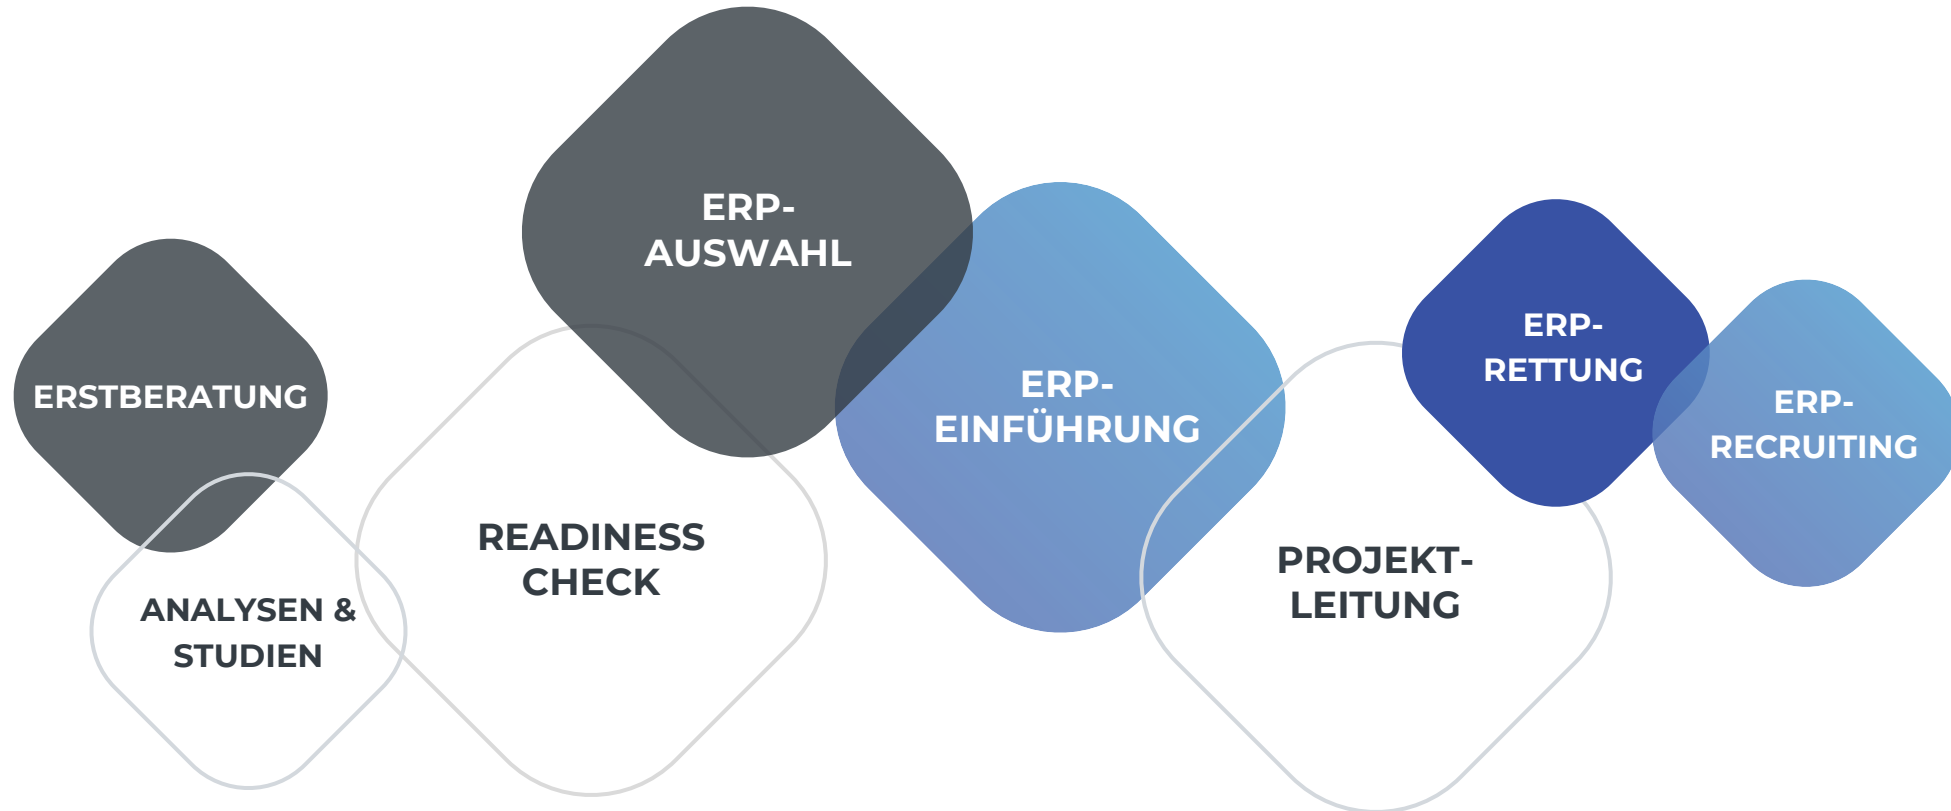 ERSTBERATUNG
ANALYSEN &
STUDIEN
READINESS
CHECK
ERP-
AUSWAHL
ERP-
EINFÜHRUNG
PROJEKT-
LEITUNG
ERP-
RETTUNG
ERP-
RECRUITING